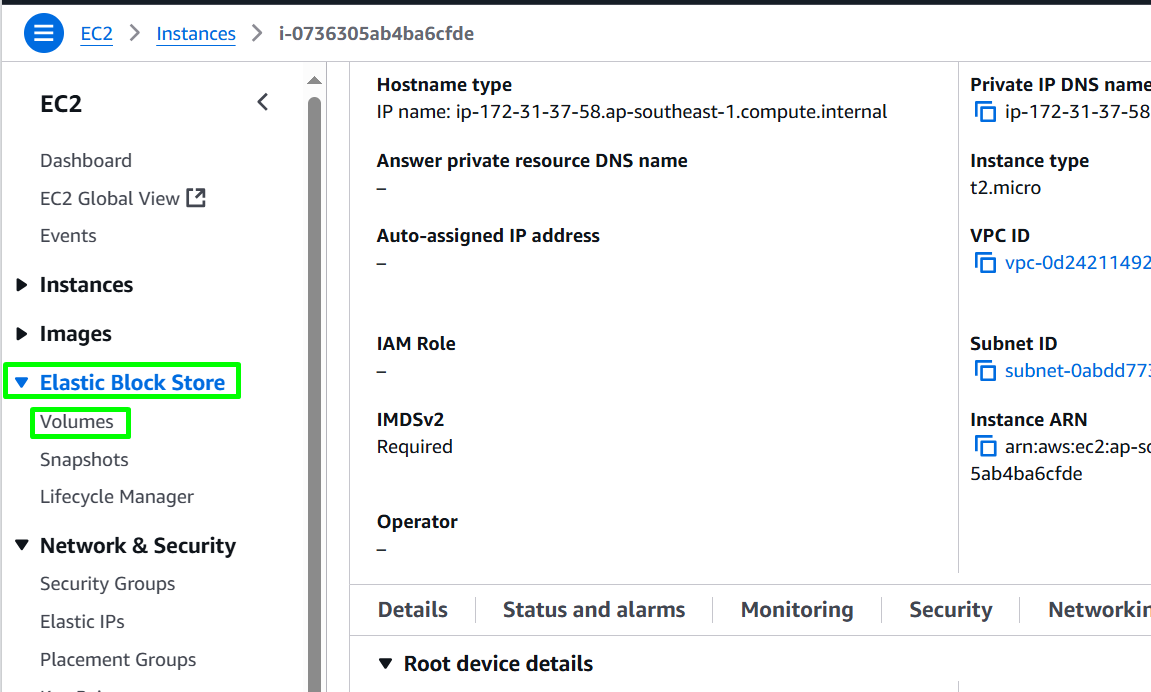 EC2 > Instances > i-0736305ab4ba6cfde
EC2
Dashboard
EC2 Global View
Events
Instances
Images
Elastic Block Store
Volumes
Snapshots
Lifecycle Manager
Network & Security
Security Groups
Elastic IPs
Placement Groups
Hostname type
IP name: ip-172-31-37-58.ap-southeast-1.compute.internal
Answer private resource DNS name
–
Auto-assigned IP address
–
IAM Role
–
IMDSv2
Required
Operator
–
Private IP DNS name
ip-172-31-37-58
Instance type
t2.micro
VPC ID
vpc-0d24211492
Subnet ID
subnet-0abdd773
Instance ARN
arn:aws:ec2:ap-so
5ab4ba6cfde
Details
Status and alarms
Monitoring
Security
Networkin
Root device details